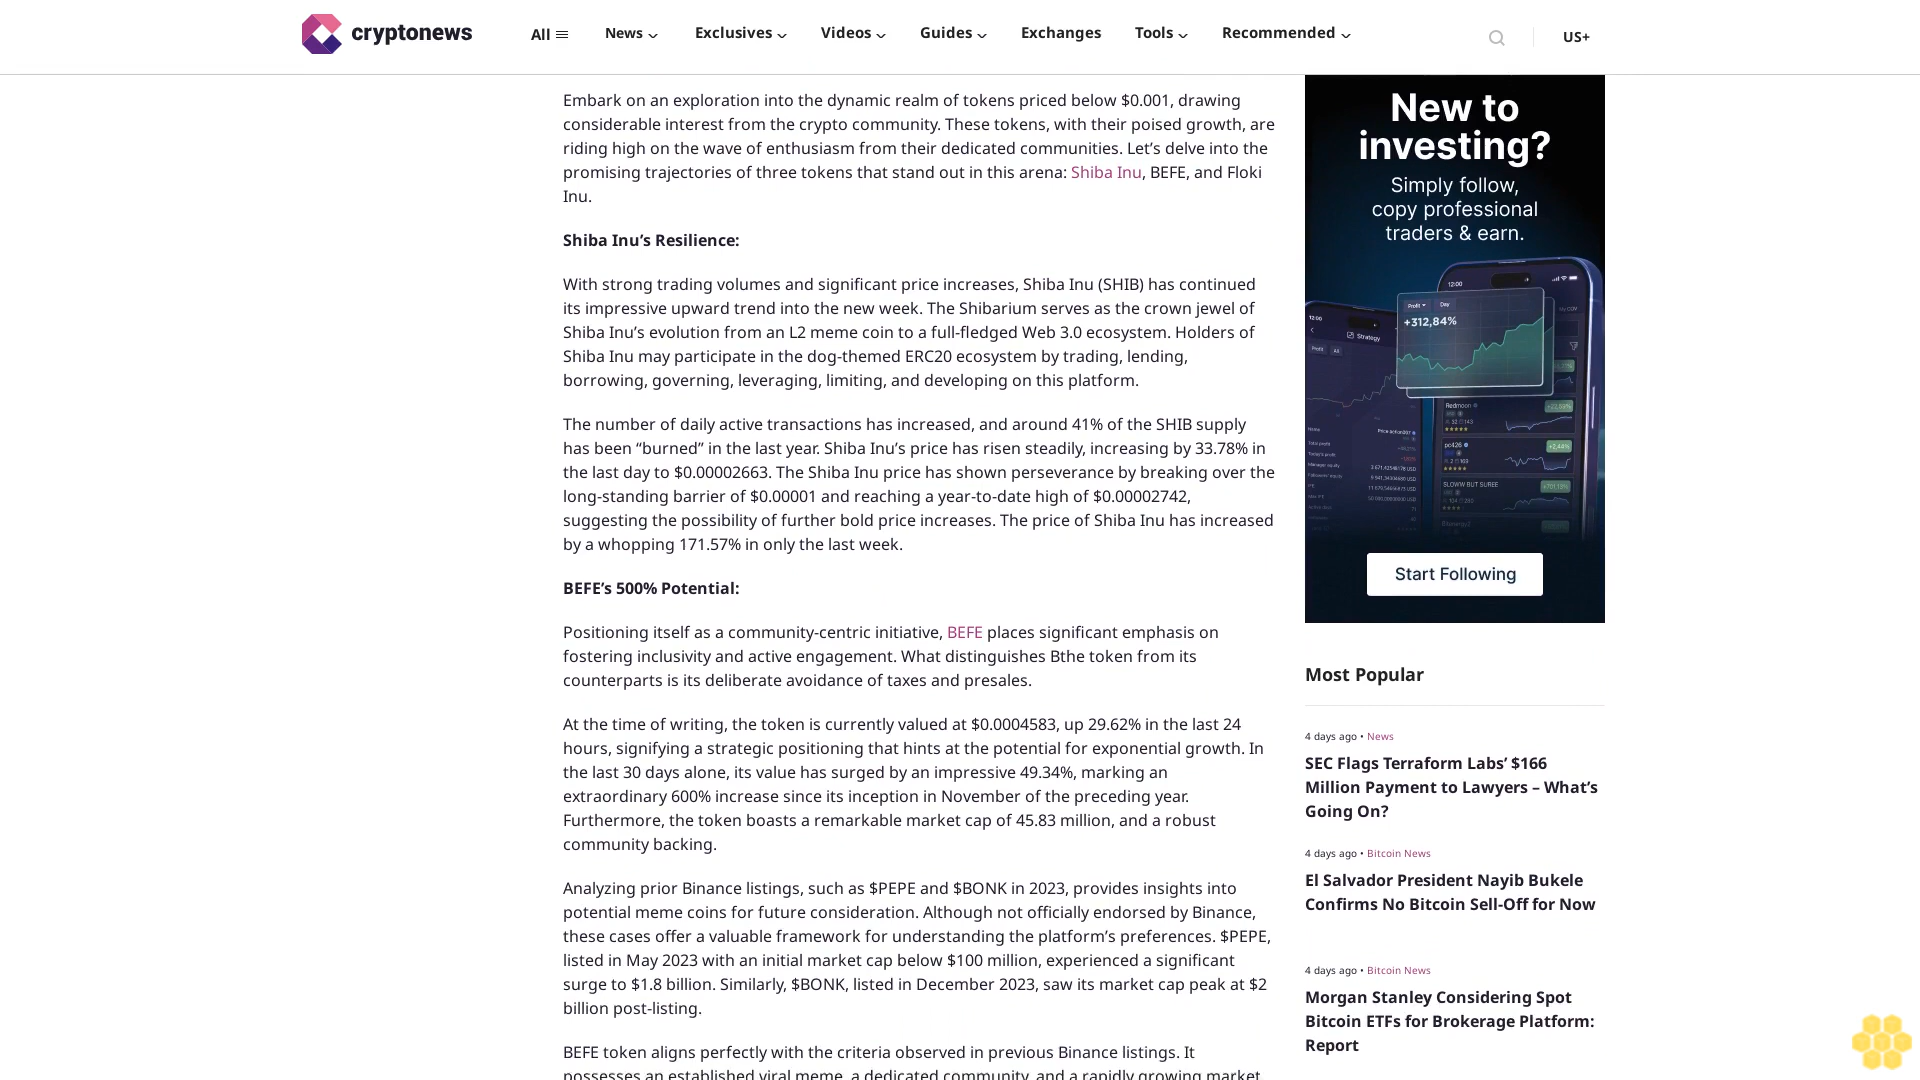 cryptonews
All
News
Exclusives
Videos
Guides
Exchanges
Tools
Recommended
US+
Embark on an exploration into the dynamic realm of tokens priced below $0.001, drawing
considerable interest from the crypto community. These tokens, with their poised growth, are
riding high on the wave of enthusiasm from their dedicated communities. Let’s delve into the
promising trajectories of three tokens that stand out in this arena: Shiba Inu, BEFE, and Floki
Inu.
Shiba Inu’s Resilience:
With strong trading volumes and significant price increases, Shiba Inu (SHIB) has continued
its impressive upward trend into the new week. The Shibarium serves as the crown jewel of
Shiba Inu’s evolution from an L2 meme coin to a full-fledged Web 3.0 ecosystem. Holders of
Shiba Inu may participate in the dog-themed ERC20 ecosystem by trading, lending,
borrowing, governing, leveraging, limiting, and developing on this platform.
The number of daily active transactions has increased, and around 41% of the SHIB supply
has been “burned” in the last year. Shiba Inu’s price has risen steadily, increasing by 33.78% in
the last day to $0.00002663. The Shiba Inu price has shown perseverance by breaking over the
long-standing barrier of $0.00001 and reaching a year-to-date high of $0.00002742,
suggesting the possibility of further bold price increases. The price of Shiba Inu has increased
by a whopping 171.57% in only the last week.
BEFE’s 500% Potential:
Positioning itself as a community-centric initiative, BEFE places significant emphasis on
fostering inclusivity and active engagement. What distinguishes Bthe token from its
counterparts is its deliberate avoidance of taxes and presales.
At the time of writing, the token is currently valued at $0.0004583, up 29.62% in the last 24
hours, signifying a strategic positioning that hints at the potential for exponential growth. In
the last 30 days alone, its value has surged by an impressive 49.34%, marking an
extraordinary 600% increase since its inception in November of the preceding year.
Furthermore, the token boasts a remarkable market cap of 45.83 million, and a robust
community backing.
Analyzing prior Binance listings, such as $PEPE and $BONK in 2023, provides insights into
potential meme coins for future consideration. Although not officially endorsed by Binance,
these cases offer a valuable framework for understanding the platform’s preferences. $PEPE,
listed in May 2023 with an initial market cap below $100 million, experienced a significant
surge to $1.8 billion. Similarly, $BONK, listed in December 2023, saw its market cap peak at $2
billion post-listing.
BEFE token aligns perfectly with the criteria observed in previous Binance listings. It
possesses an established viral meme, a dedicated community, and a rapidly growing market
New to
investing?
Simply follow,
copy professional
traders & earn.
12:00
Profit
Day
+312,84%
12:00
Strategy
Profit
All
Redmoon
pc426
+2,44%
SLOWW BUT SUREE
Name
Total profit
Start Following
Most Popular
4 days ago • News
SEC Flags Terraform Labs’ $166
Million Payment to Lawyers – What’s
Going On?
4 days ago • Bitcoin News
El Salvador President Nayib Bukele
Confirms No Bitcoin Sell-Off for Now
4 days ago • Bitcoin News
Morgan Stanley Considering Spot
Bitcoin ETFs for Brokerage Platform:
Report